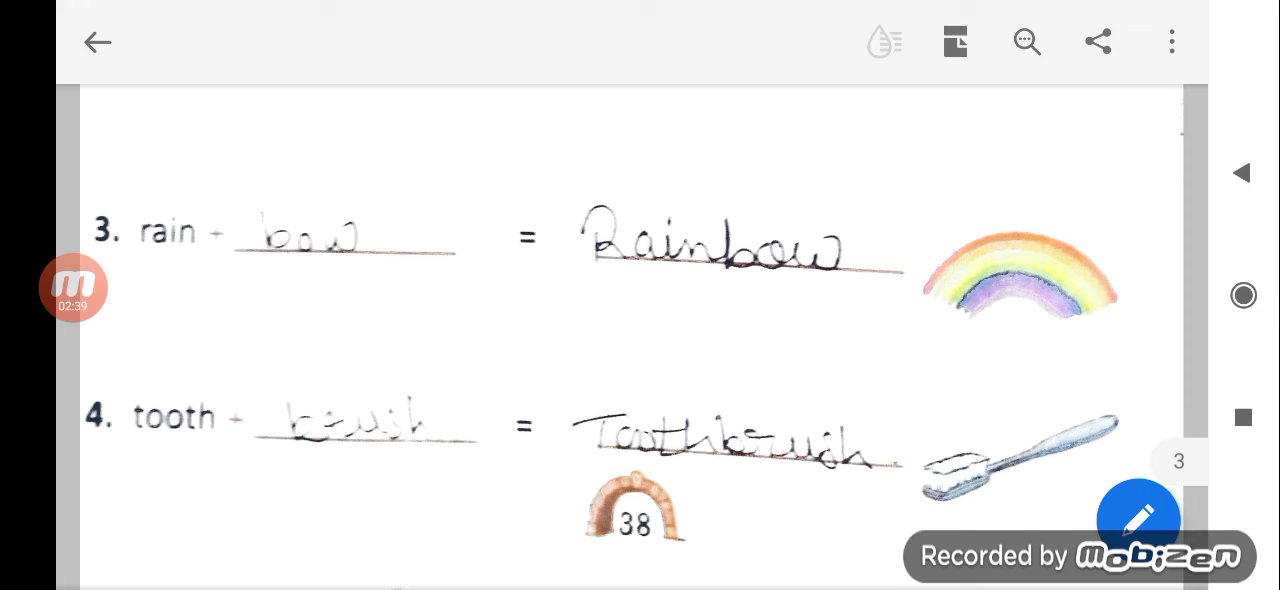 3. rain + bow = Rainbow
02:39
4. tooth + brush = Toothbrush
3
38
Recorded by mobizen